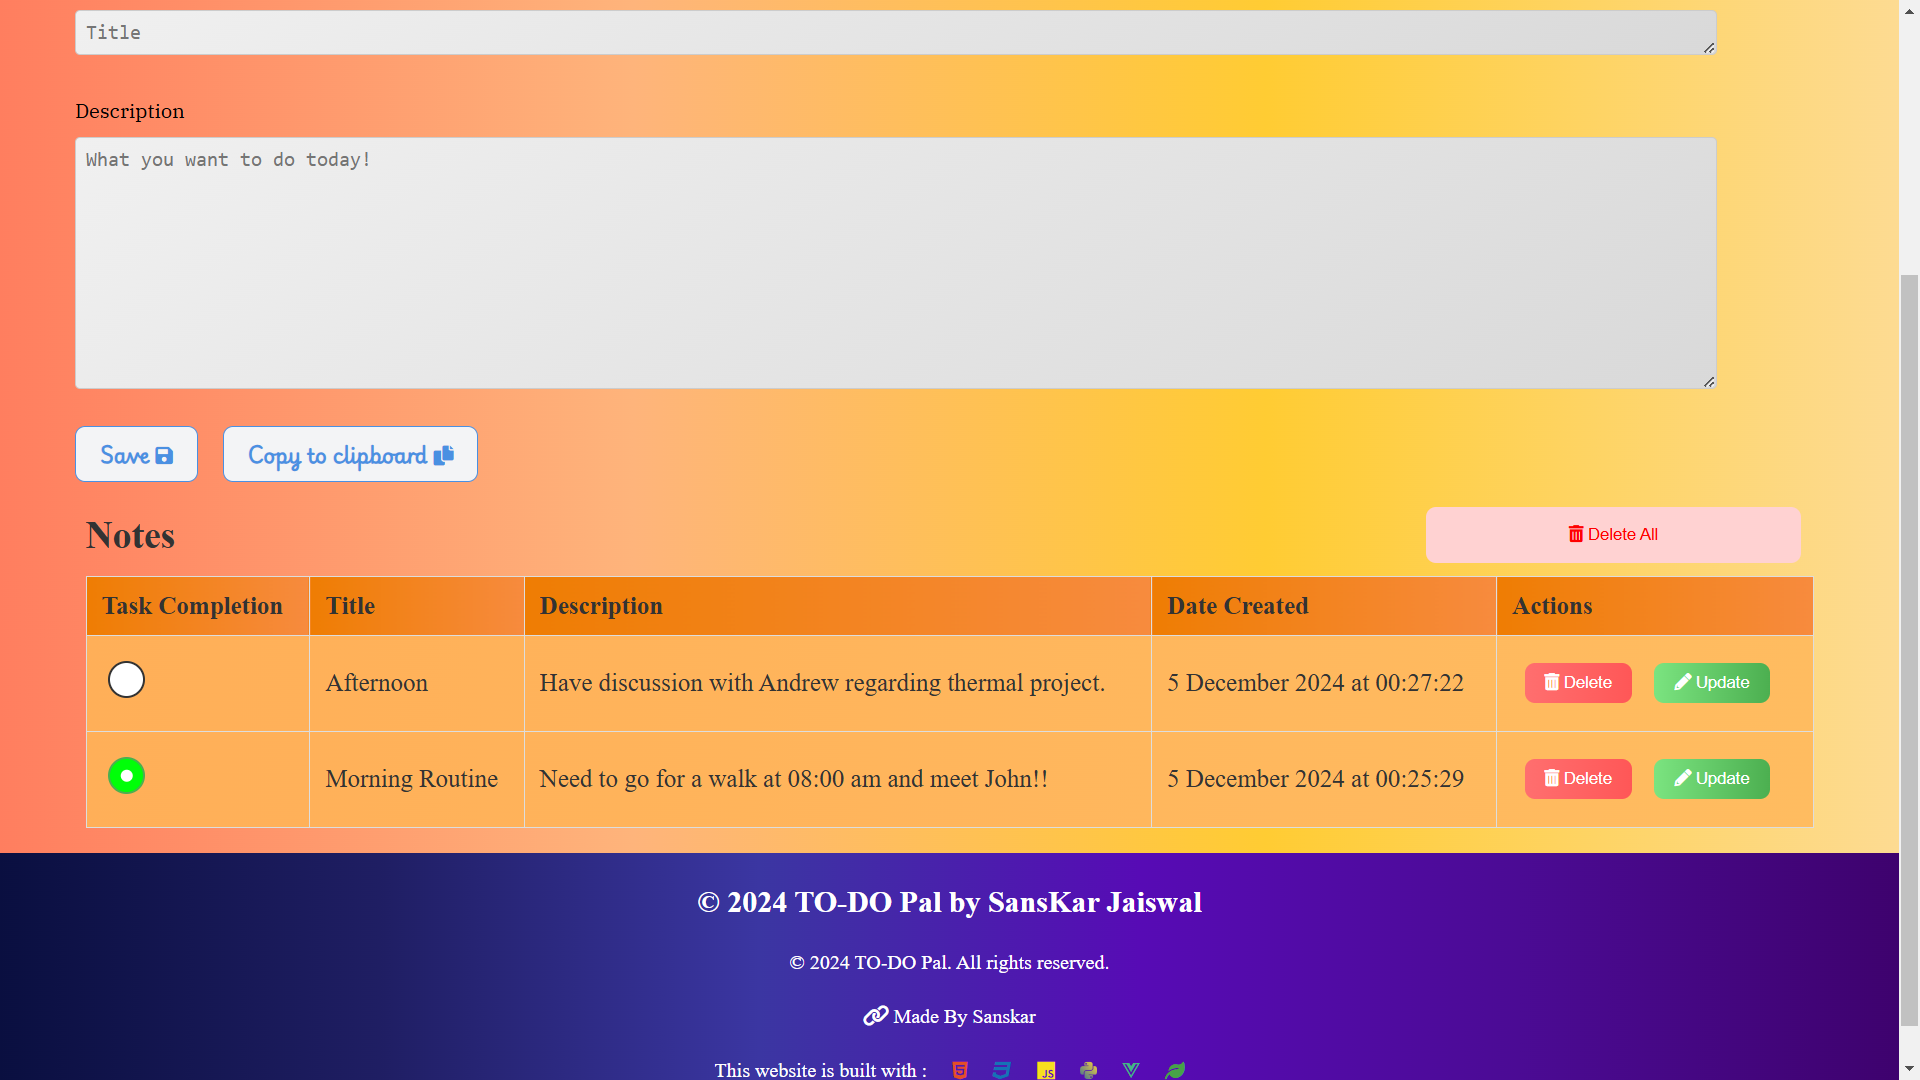 Title
Description
What you want to do today!
Save Copy to clipboard
Notes Delete All
Task Completion Title Description Date Created Actions
Afternoon Have discussion with Andrew regarding thermal project. 5 December 2024 at 00:27:22 Delete Update
Morning Routine Need to go for a walk at 08:00 am and meet John!! 5 December 2024 at 00:25:29 Delete Update
© 2024 TO-DO Pal by SansKar Jaiswal
© 2024 TO-DO Pal. All rights reserved.
Made By Sanskar
This website is built with : 5 3 JS